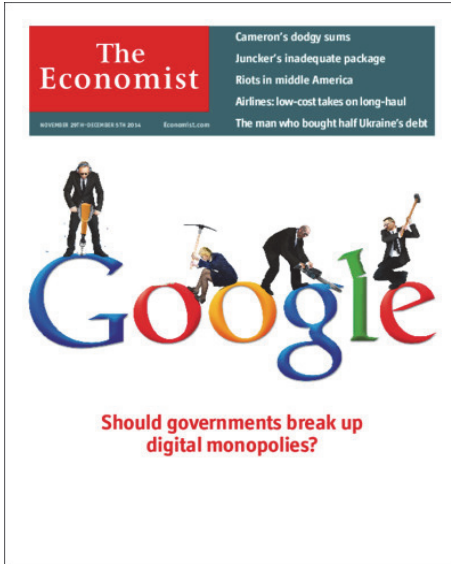 The
Economist
NOVEMBER 29TH–DECEMBER 5TH 2014
Economist.com
Cameron's dodgy sums
Juncker's inadequate package
Riots in middle America
Airlines: low-cost takes on long-haul
The man who bought half Ukraine's debt
Google
Should governments break up
digital monopolies?